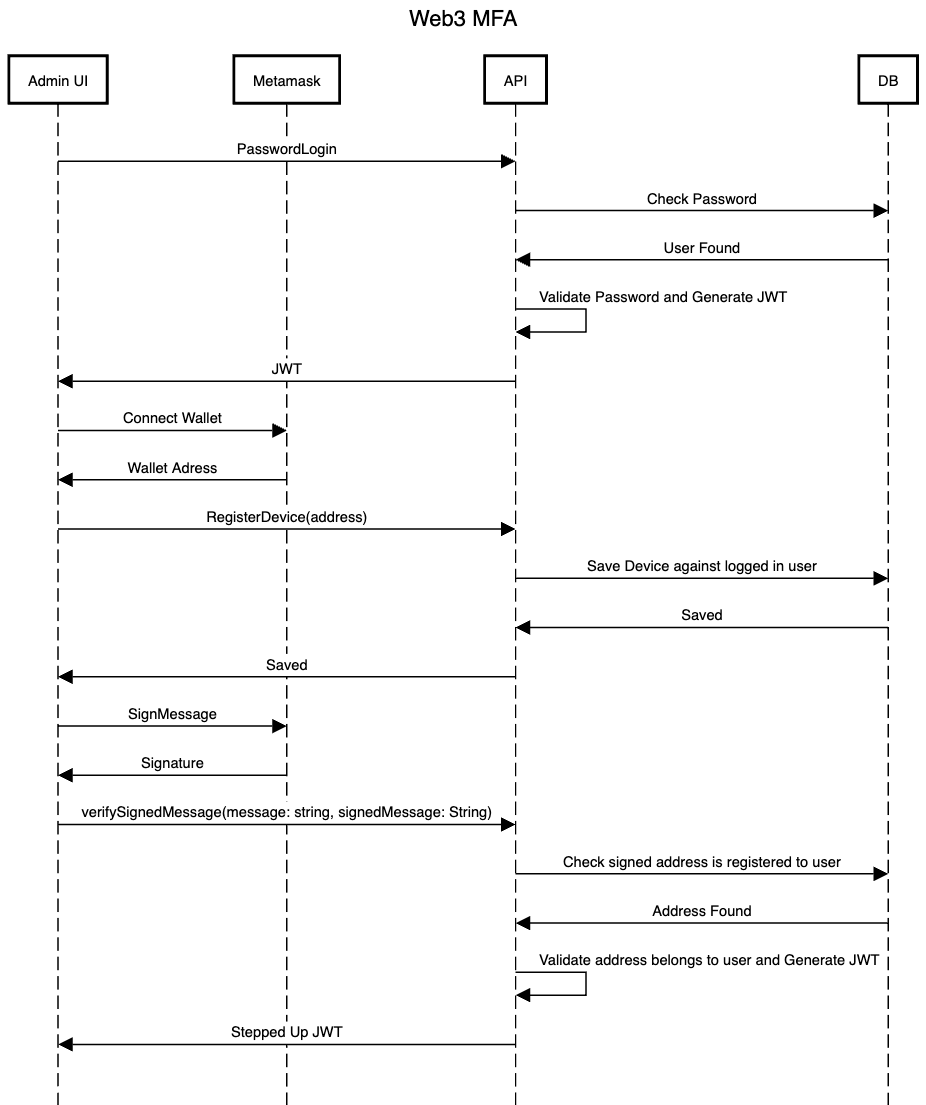 Web3 MFA
Admin UI
Metamask
API
DB
PasswordLogin
Check Password
User Found
Validate Password and Generate JWT
JWT
Connect Wallet
Wallet Adress
RegisterDevice(address)
Save Device against logged in user
Saved
Saved
SignMessage
Signature
verifySignedMessage(message: string, signedMessage: String)
Check signed address is registered to user
Address Found
Validate address belongs to user and Generate JWT
Stepped Up JWT